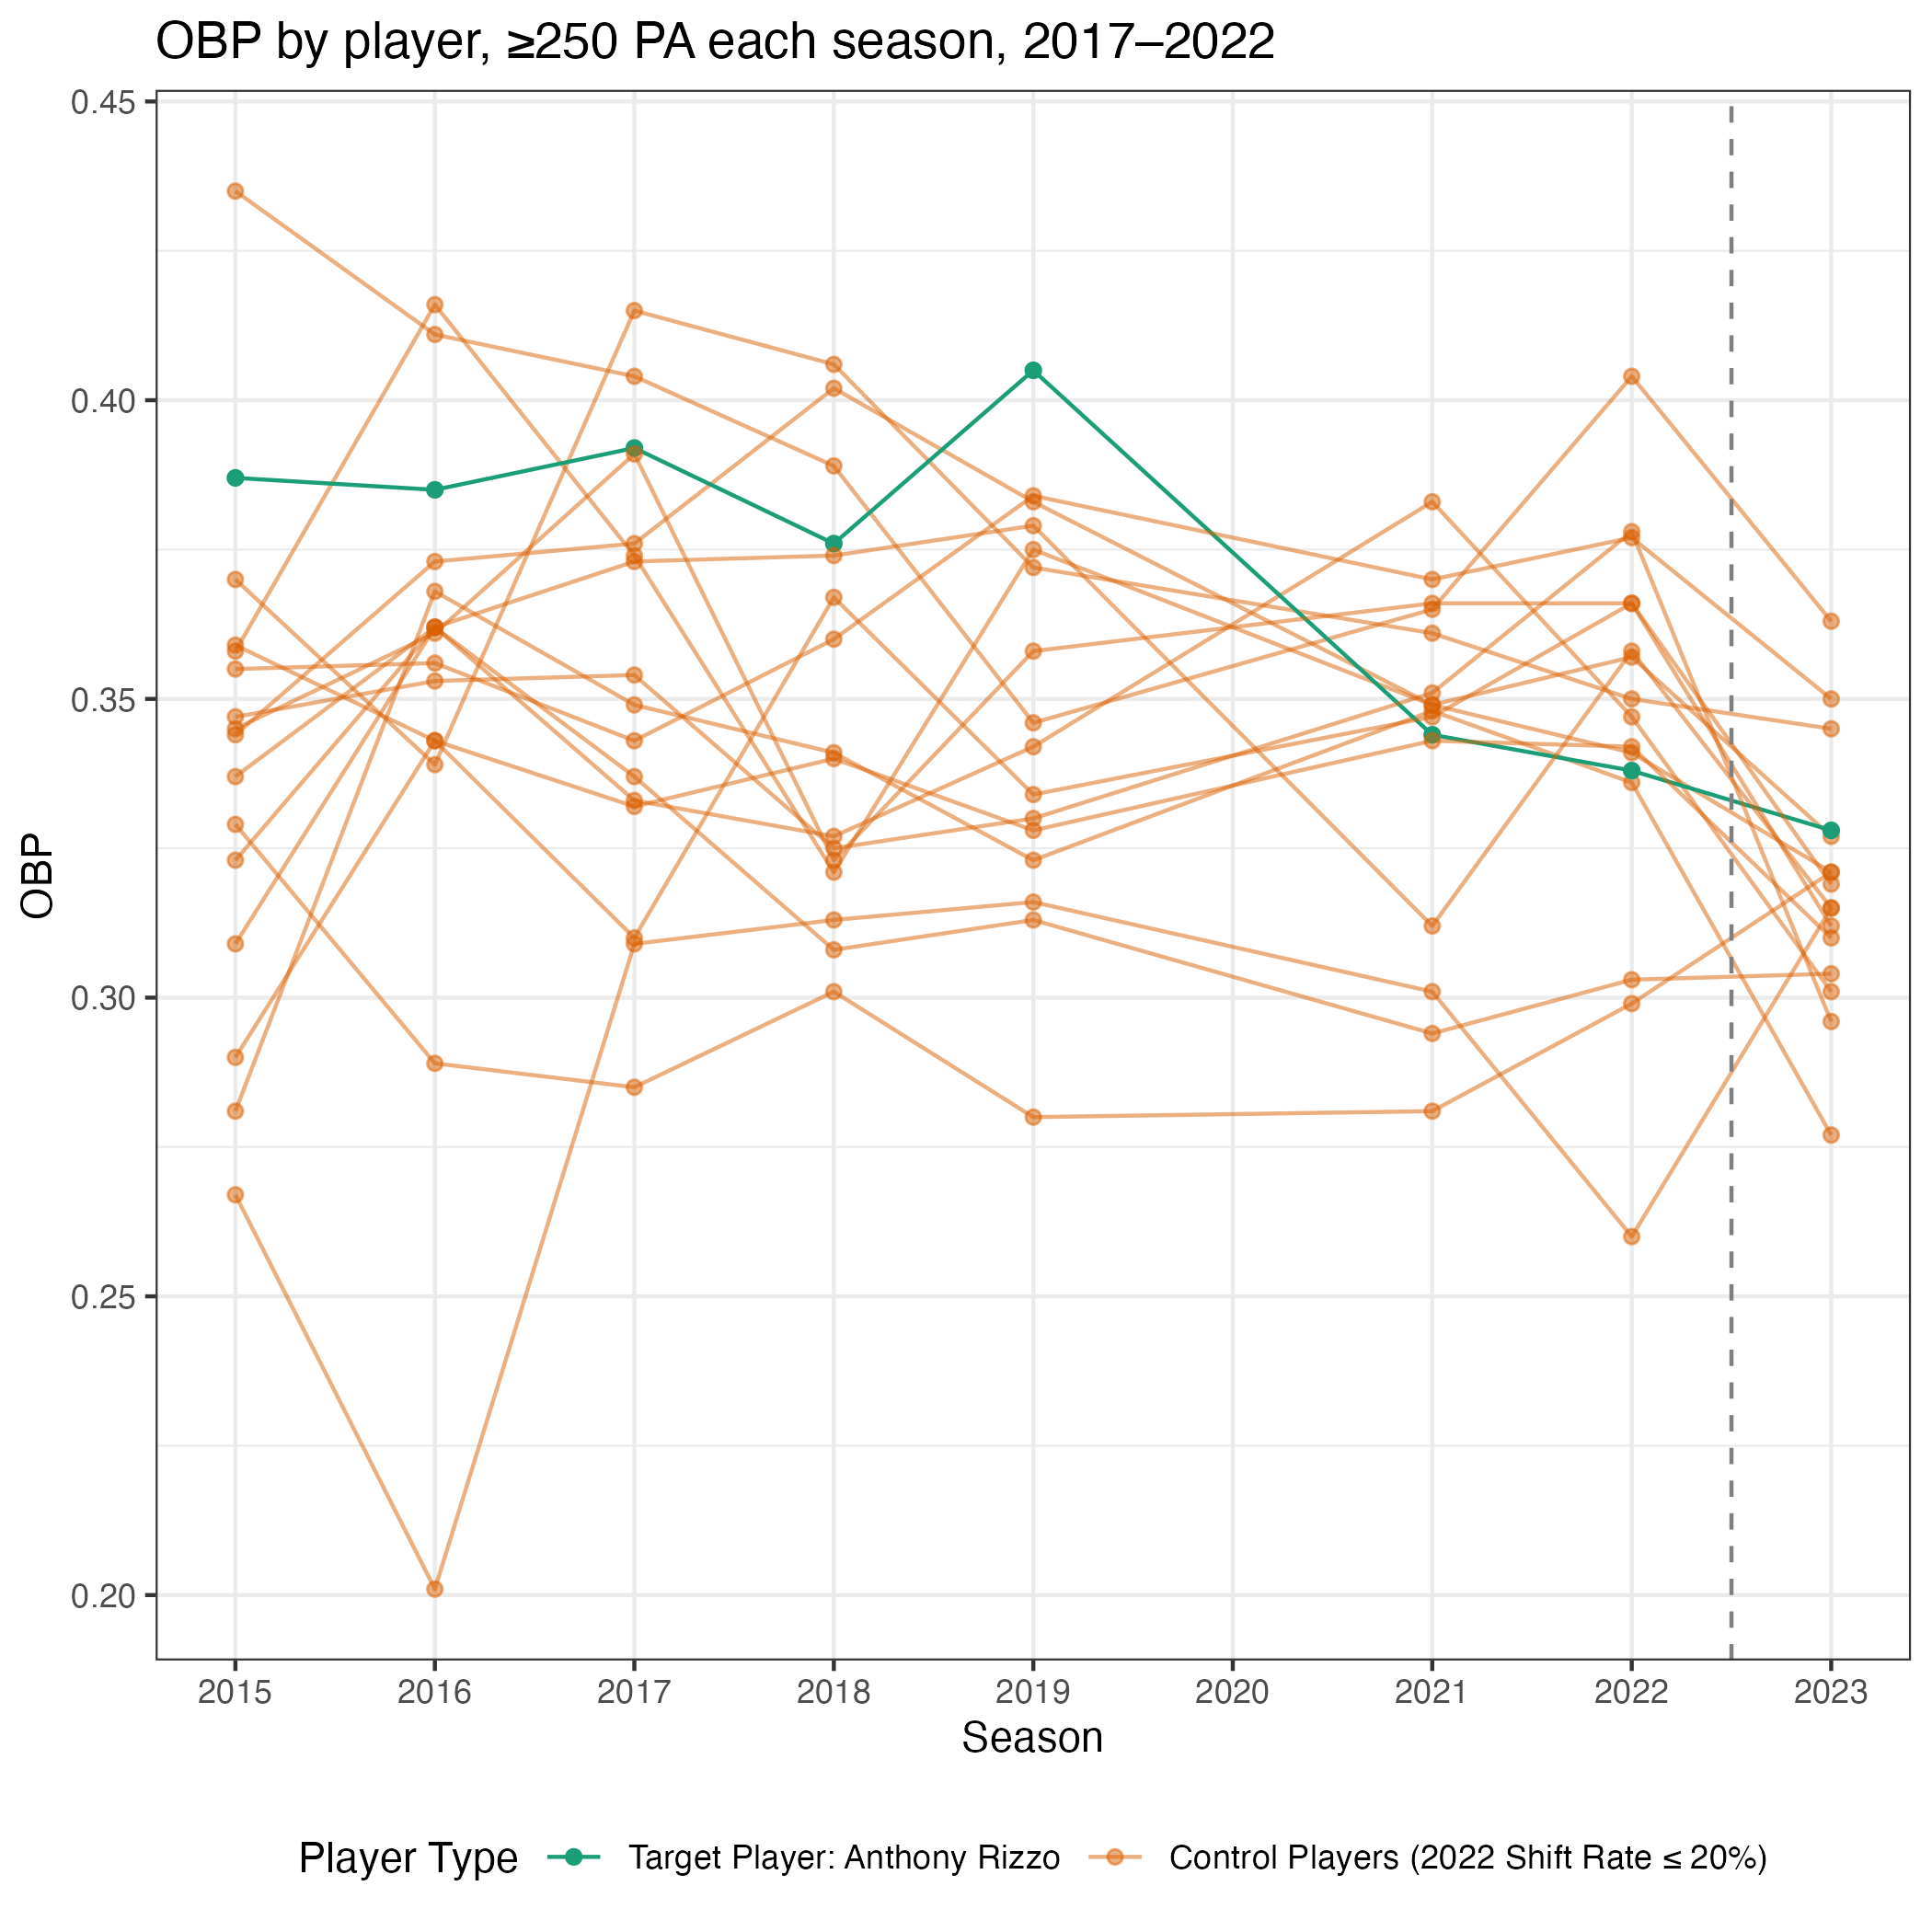 OBP by player, ≥250 PA each season, 2017–2022
0.45
0.40
0.35
0.30
0.25
0.20
OBP
2015 2016 2017 2018 2019 2020 2021 2022 2023
Season
Player Type Target Player: Anthony Rizzo Control Players (2022 Shift Rate ≤ 20%)